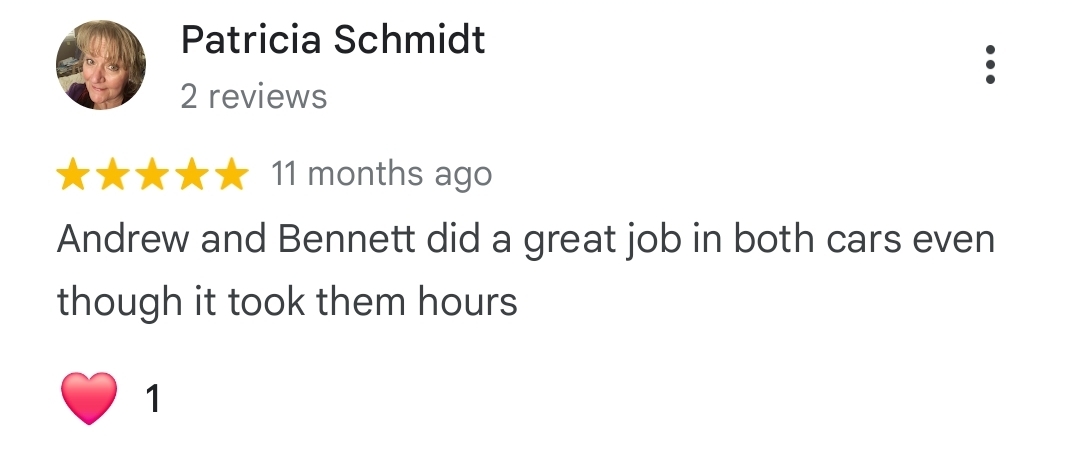 Patricia Schmidt
2 reviews
11 months ago
Andrew and Bennett did a great job in both cars even
though it took them hours
1